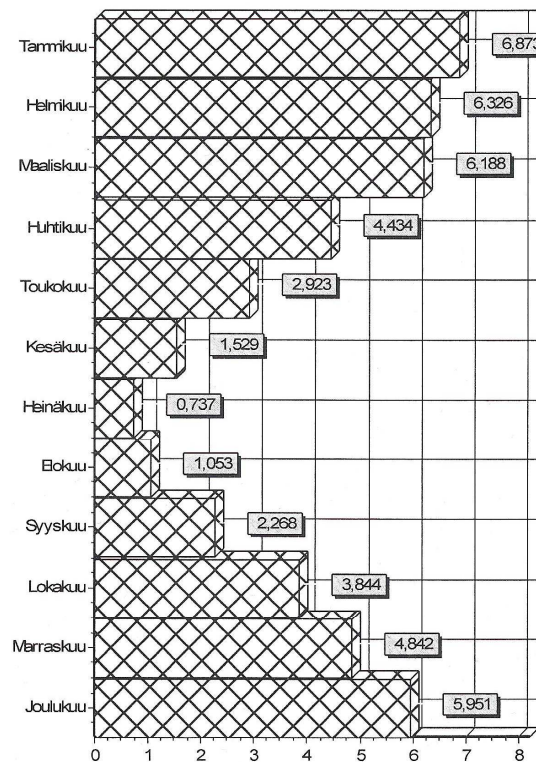 Tammikuu 6,873
Helmikuu 6,326
Maaliskuu 6,188
Huhtikuu 4,434
Toukokuu 2,923
Kesäkuu 1,529
Heinäkuu 0,737
Elokuu 1,053
Syyskuu 2,268
Lokakuu 3,844
Marraskuu 4,842
Joulukuu 5,951
0 1 2 3 4 5 6 7 8